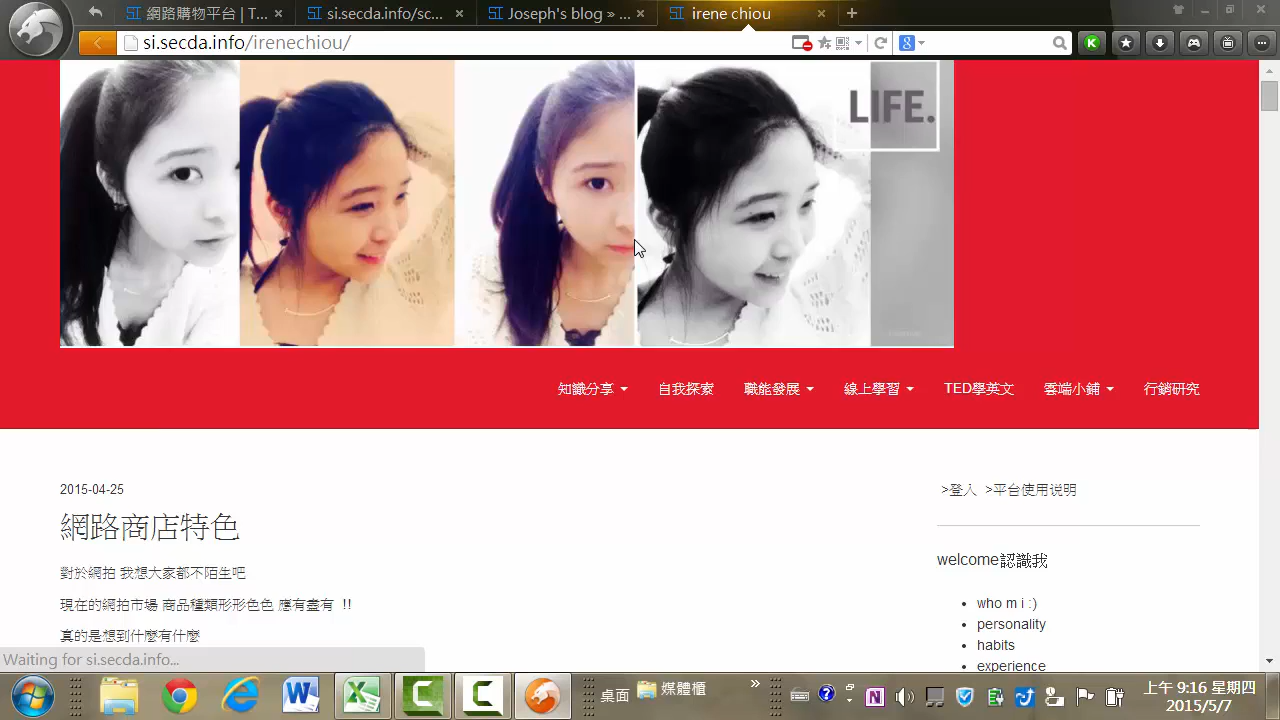 網路購物平台 | T...
si.secda.info/sc...
Joseph's blog » ...
irene chiou
si.secda.info/irenechiou/
LIFE.
知識分享
自我探索
職能發展
線上學習
TED學英文
雲端小鋪
行銷研究
2015-04-25
>登入 >平台使用说明
網路商店特色
welcome認識我
對於網拍 我想大家都不陌生吧
現在的網拍市場 商品種類形形色色 應有盡有 !!
who m i :)
personality
真的是想到什麼有什麼
habits
experience
Waiting for si.secda.info...
桌面
媒體櫃
上午 9:16 星期四
2015/5/7